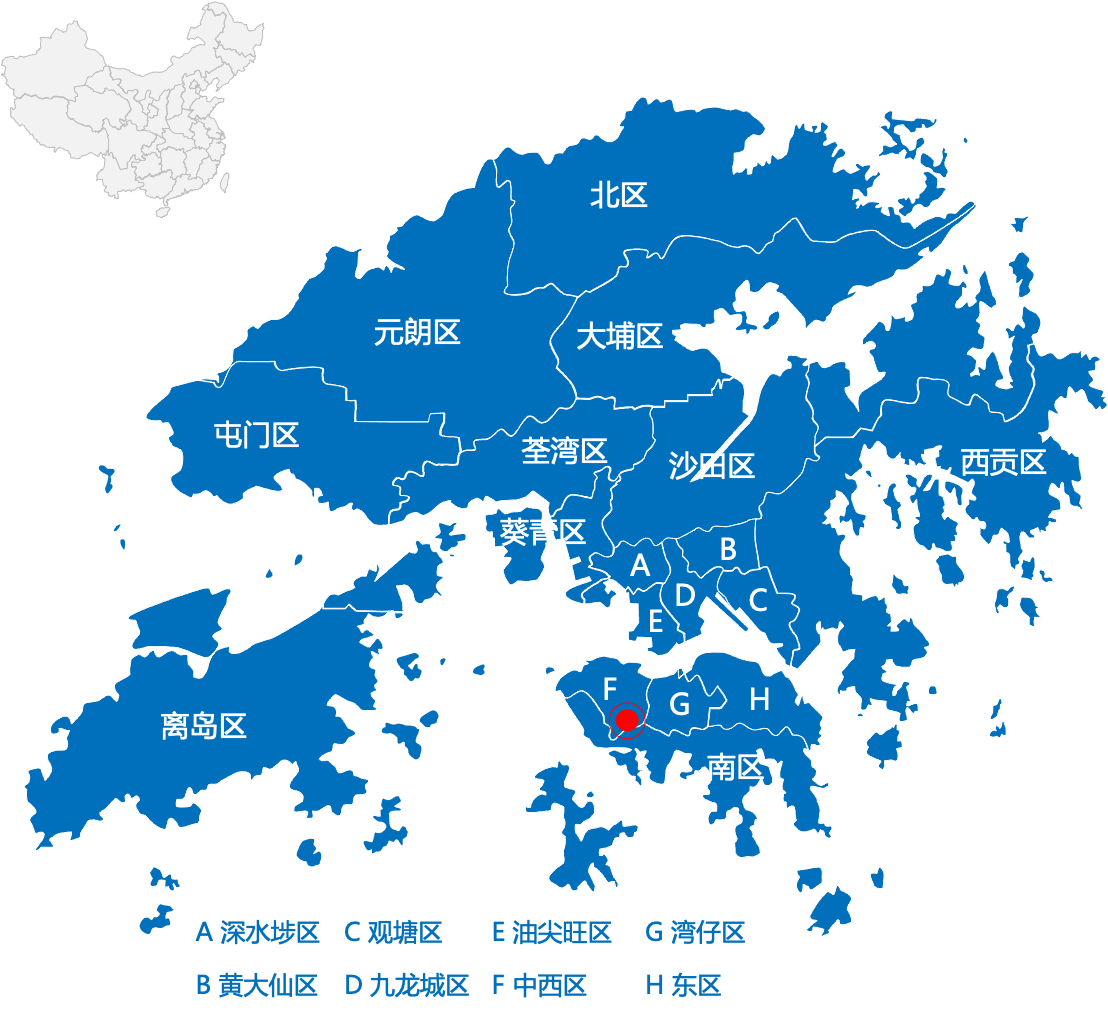 北区
元朗区
大埔区
屯门区
荃湾区
沙田区
西贡区
葵青区
B
A
D
C
E
F
G
H
离岛区
南区
A 深水埗区 C 观塘区 E 油尖旺区 G 湾仔区
B 黄大仙区 D 九龙城区 F 中西区 H 东区